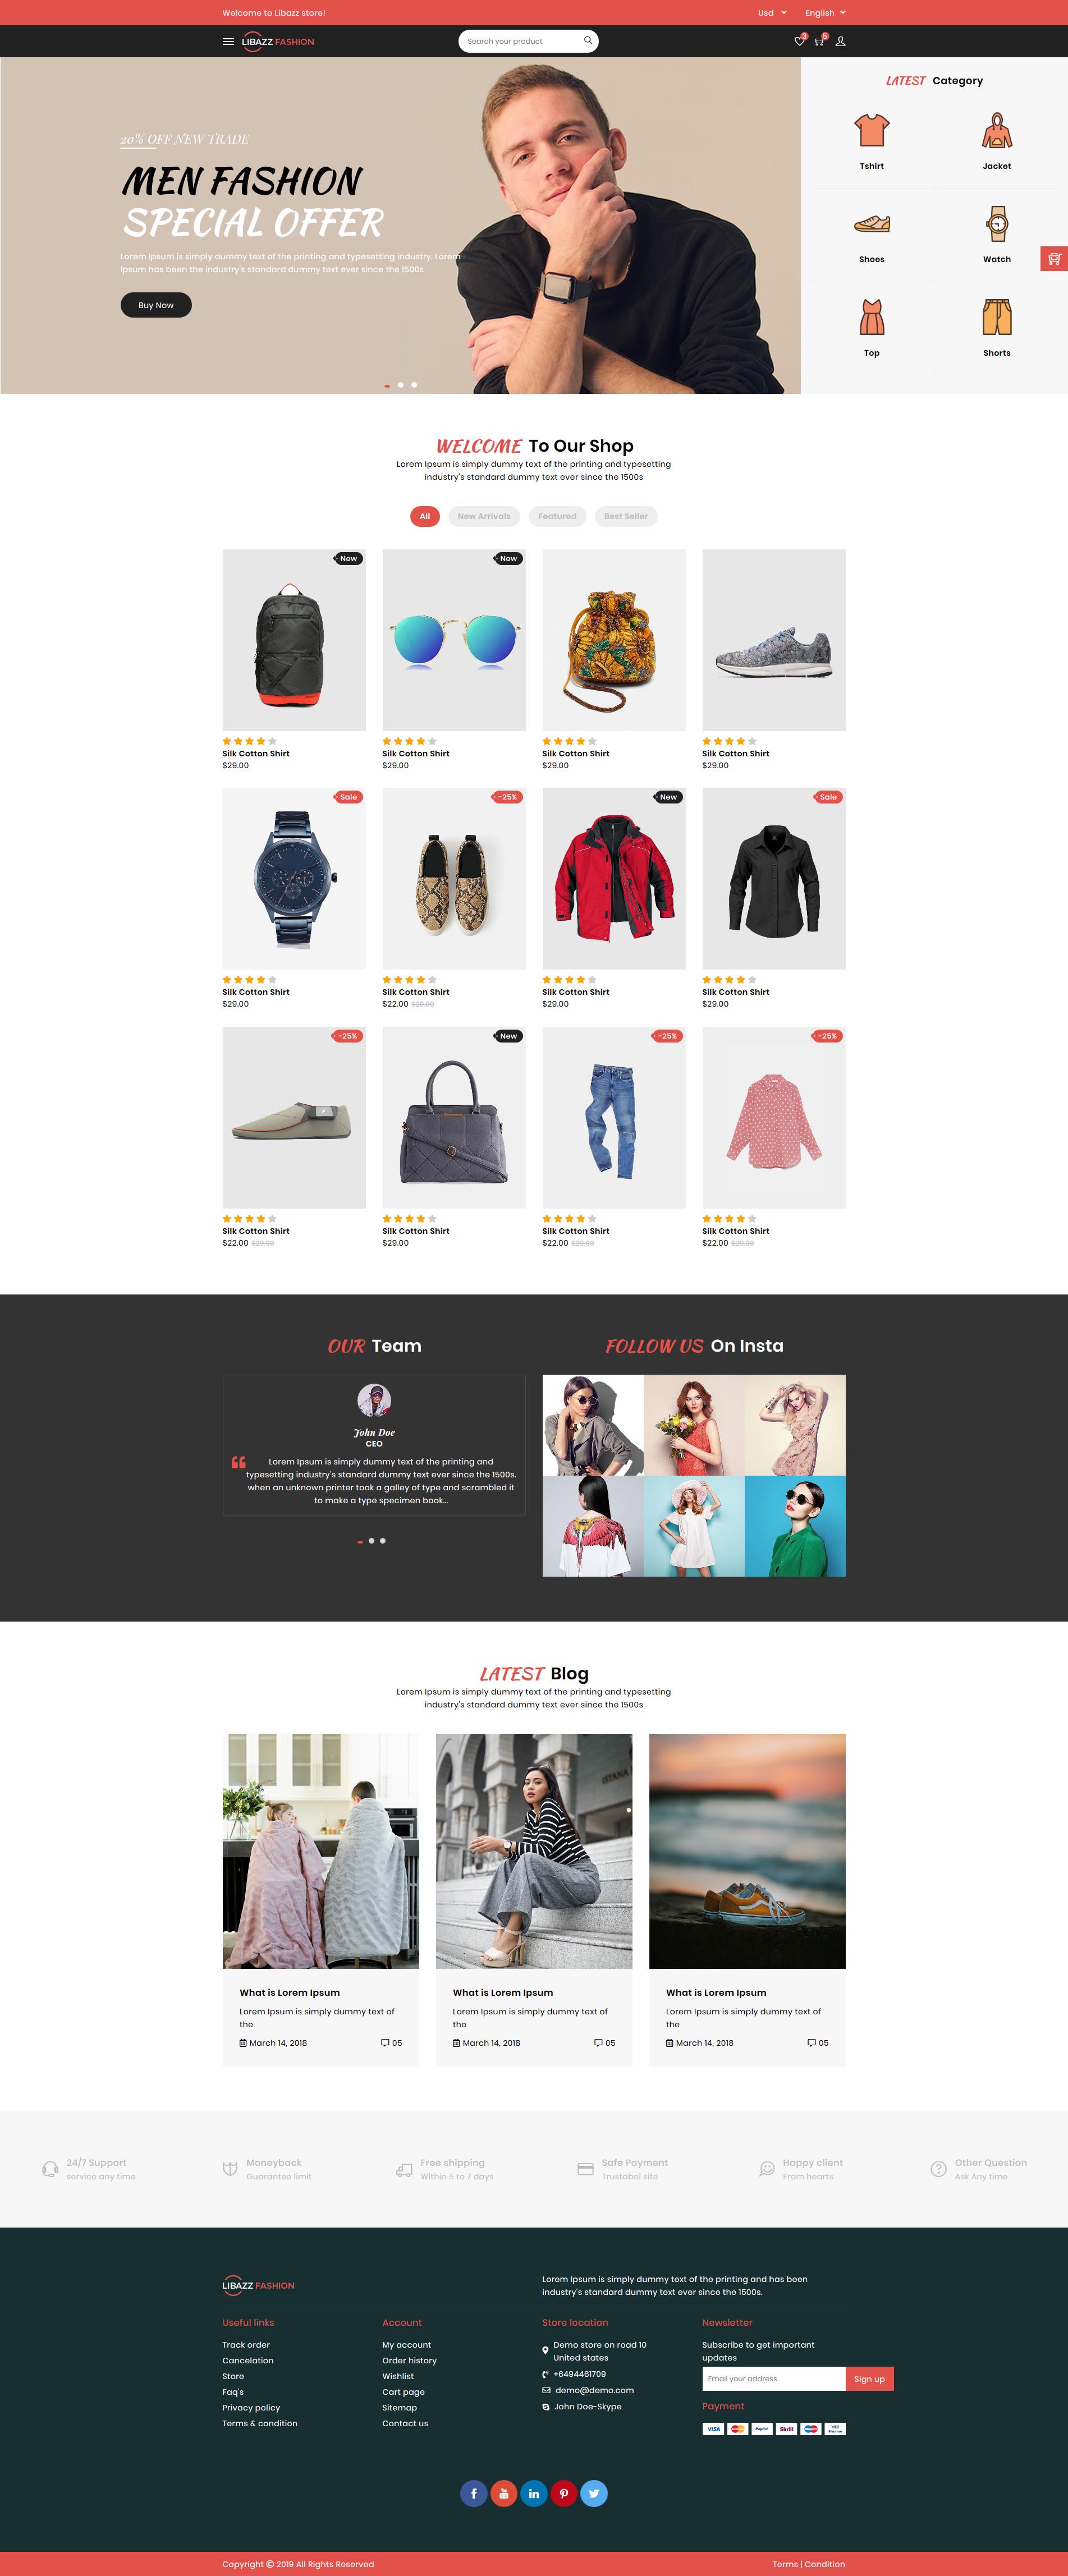 Welcome to Libazz store!
Usd
English
LIBAZZ FASHION
Search your product
3
LATEST Category
20% OFF NEW TRADE
MEN FASHION
SPECIAL OFFER
Lorem Ipsum is simply dummy text of the printing and typesetting industry. Lorem
Ipsum has been the industry's standard dummy text ever since the 1500s
Buy Now
Tshirt
Jacket
Shoes
Watch
Top
Shorts
WELCOME To Our Shop
Lorem Ipsum is simply dummy text of the printing and typesetting
industry's standard dummy text ever since the 1500s
All
New Arrivals
Featured
Best Seller
New
New
Silk Cotton Shirt
$29.00
Silk Cotton Shirt
$29.00
Silk Cotton Shirt
$29.00
Silk Cotton Shirt
$29.00
Sale
-25%
New
Sale
Silk Cotton Shirt
$29.00
Silk Cotton Shirt
$22.00 $29.00
Silk Cotton Shirt
$29.00
Silk Cotton Shirt
$29.00
-25%
New
-25%
-25%
Silk Cotton Shirt
$22.00 $29.00
Silk Cotton Shirt
$29.00
Silk Cotton Shirt
$22.00 $29.00
Silk Cotton Shirt
$22.00 $29.00
OUR Team
John Doe
CEO
Lorem Ipsum is simply dummy text of the printing and
typesetting industry's standard dummy text ever since the 1500s.
when an unknown printer took a galley of type and scrambled it
to make a type specimen book...
FOLLOW US On Insta
LATEST Blog
Lorem Ipsum is simply dummy text of the printing and typesetting
industry's standard dummy text ever since the 1500s
ISTANA
What is Lorem Ipsum
Lorem Ipsum is simply dummy text of
the
March 14, 2018
05
What is Lorem Ipsum
Lorem Ipsum is simply dummy text of
the
March 14, 2018
05
What is Lorem Ipsum
Lorem Ipsum is simply dummy text of
the
March 14, 2018
05
24/7 Support
service any time
Moneyback
Guarantee limit
Free shipping
Within 5 to 7 days
Safe Payment
Trustabel site
Happy client
From hearts
Other Question
Ask Any time
LIBAZZ FASHION
Lorem Ipsum is simply dummy text of the printing and has been
industry's standard dummy text ever since the 1500s.
Useful links
Track order
Cancelation
Store
Faq's
Privacy policy
Terms & condition
Account
My account
Order history
Wishlist
Cart page
Sitemap
Contact us
Store location
Demo store on road 10
United states
+6494461709
demo@demo.com
John Doe-Skype
Newsletter
Subscribe to get important
updates
Email your address
Sign up
Payment
VISA
PayPal
Skrill
VISA
Copyright © 2019 All Rights Reserved
Terms | Condition